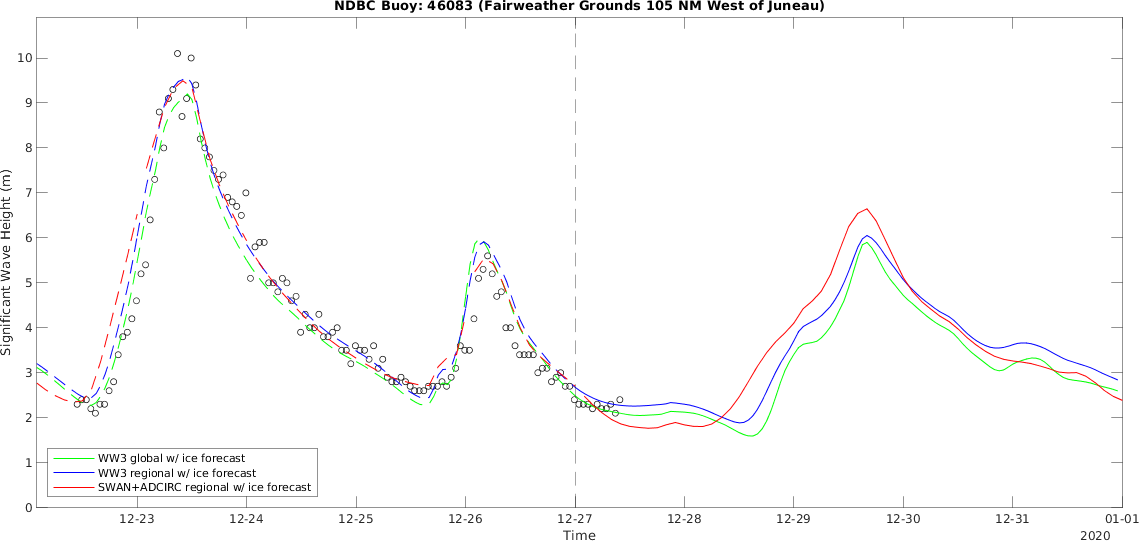 NDBC Buoy: 46083 (Fairweather Grounds 105 NM West of Juneau)
10
9
8
7
6
5
4
3
2
1
0
Significant Wave Height (m)
WW3 global w/ ice forecast
WW3 regional w/ ice forecast
SWAN+ADCIRC regional w/ ice forecast
12-23 12-24 12-25 12-26 12-27 12-28 12-29 12-30 12-31 01-01
Time
2020